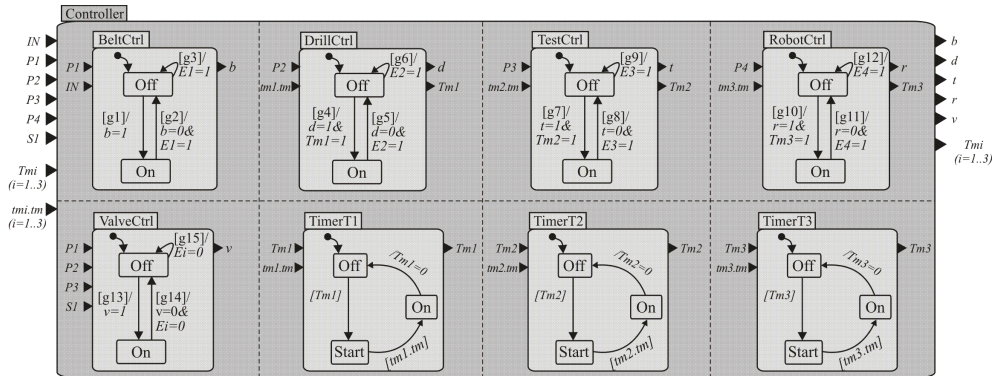 Controller
IN
P1
P2
P3
P4
S1
Tmi
(i=1..3)
tmi.tm
(i=1..3)
BeltCtrl
P1
IN
b
Off
[g3]/
E1=1
[g1]/
b=1
[g2]/
b=0&
E1=1
On
DrillCtrl
P2
tm1.tm
d
Tm1
Off
[g6]/
E2=1
[g4]/
d=1&
Tm1=1
[g5]/
d=0&
E2=1
On
TestCtrl
P3
tm2.tm
t
Tm2
Off
[g9]/
E3=1
[g7]/
t=1&
Tm2=1
[g8]/
t=0&
E3=1
On
RobotCtrl
P4
tm3.tm
r
Tm3
Off
[g12]/
E4=1
[g10]/
r=1&
Tm3=1
[g11]/
r=0&
E4=1
On
b
d
t
r
v
Tmi
(i=1..3)
ValveCtrl
P1
P2
P3
S1
v
Off
[g15]/
Ei=0
[g13]/
v=1
[g14]/
v=0&
Ei=0
On
TimerT1
Tm1
tm1.tm
Tm1
Off
/Tm1=0
[Tm1]
On
Start
[tm1.tm]
TimerT2
Tm2
tm2.tm
Tm2
Off
/Tm2=0
[Tm2]
On
Start
[tm2.tm]
TimerT3
Tm3
tm3.tm
Tm3
Off
/Tm3=0
[Tm3]
On
Start
[tm3.tm]